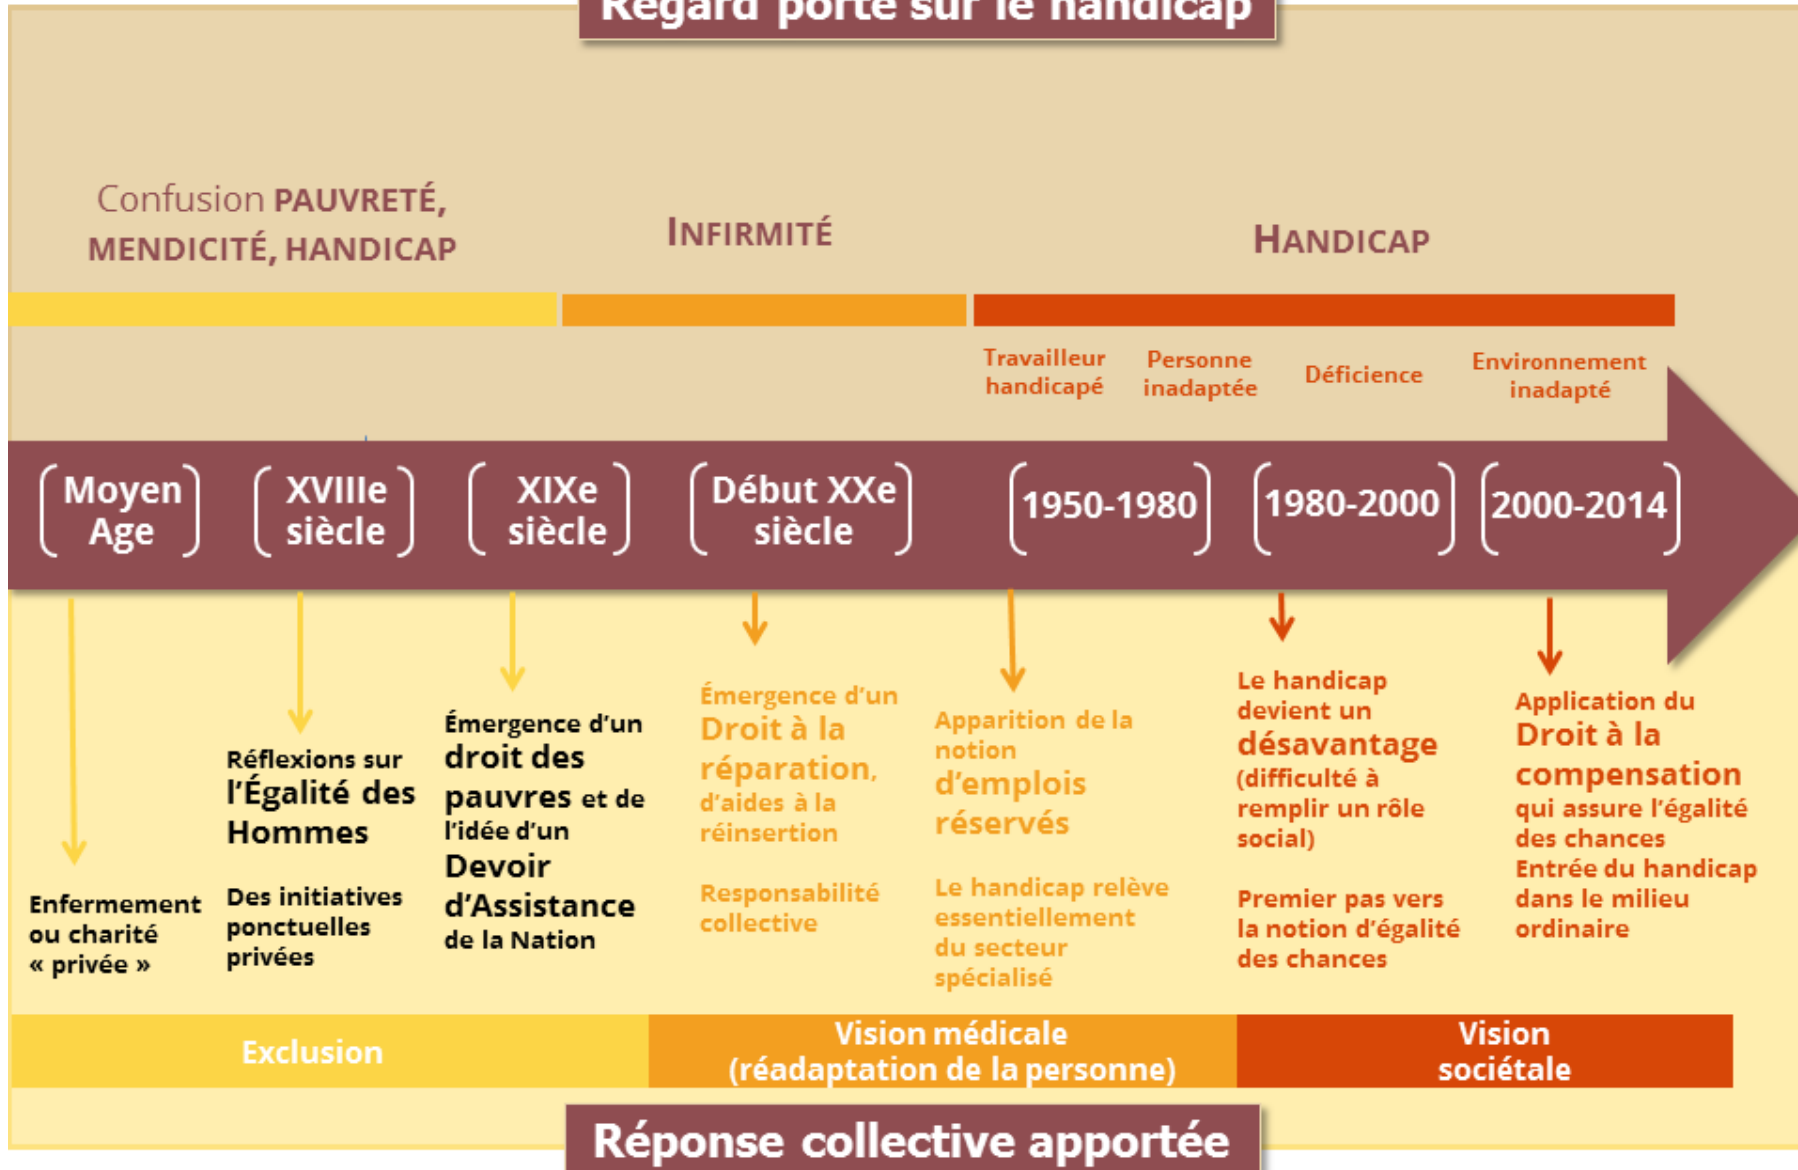 Regard porté sur le handicap
Confusion PAUVRETÉ,
MENDICITÉ, HANDICAP
INFIRMITÉ
HANDICAP
Travailleur
handicapé
Personne
inadaptée
Déficience
Environnement
inadapté
Moyen
Age
XVIIIe
siècle
XIXe
siècle
Début XXe
siècle
1950-1980
1980-2000
2000-2014
Enfermement
ou charité
« privée »
Réflexions sur
l'Égalité des
Hommes
Des initiatives
ponctuelles
privées
Émergence d'un
droit des
pauvres et de
l'idée d'un
Devoir
d'Assistance
de la Nation
Émergence d'un
Droit à la
réparation,
d'aides à la
réinsertion
Responsabilité
collective
Apparition de la
notion
d'emplois
réservés
Le handicap relève
essentiellement
du secteur
spécialisé
Le handicap
devient un
désavantage
(difficulté à
remplir un rôle
social)
Premier pas vers
la notion d'égalité
des chances
Application du
Droit à la
compensation
qui assure l'égalité
des chances
Entrée du handicap
dans le milieu
ordinaire
Exclusion
Vision médicale
(réadaptation de la personne)
Vision
sociétale
Réponse collective apportée